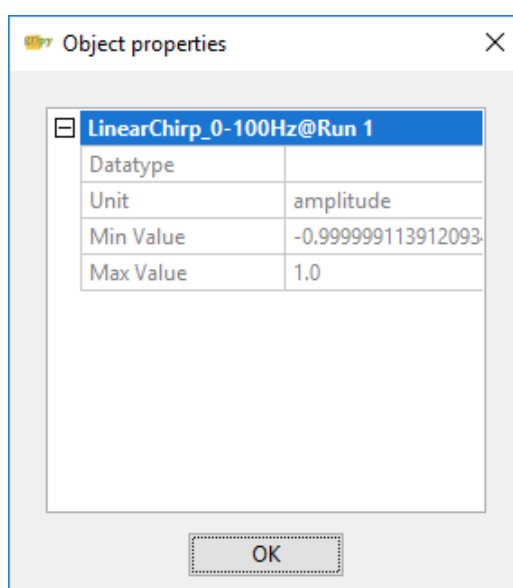 Object properties
LinearChirp_0-100Hz@Run 1
Datatype
Unit amplitude
Min Value -0.999999113912093
Max Value 1.0
OK